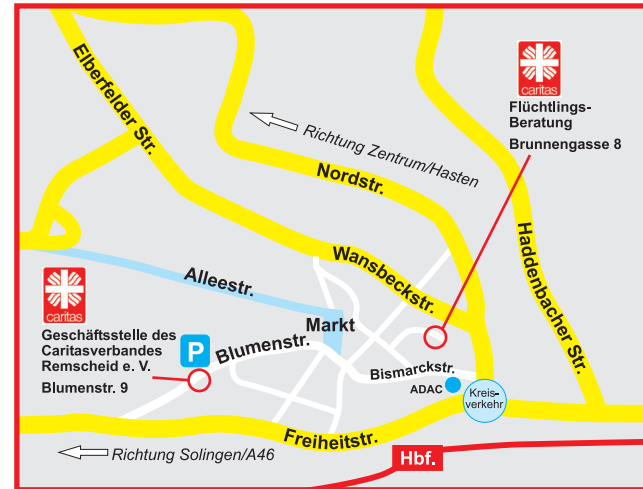 caritas
Flüchtlings-
Beratung
Brunnengasse 8
Elberfelder Str.
Richtung Zentrum/Hasten
Nordstr.
Haddenbacher Str.
Wansbeckstr.
Alleestr.
caritas
Geschäftsstelle des
Caritasverbandes
Remscheid e. V.
Blumenstr. 9
P
Blumenstr.
Markt
Bismarckstr.
ADAC
Kreis-
verkehr
Freiheitstr.
Richtung Solingen/A46
Hbf.